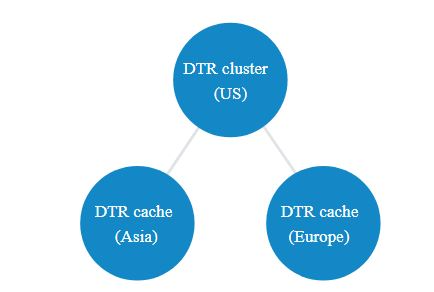 DTR cluster
(US)
DTR cache
(Asia)
DTR cache
(Europe)